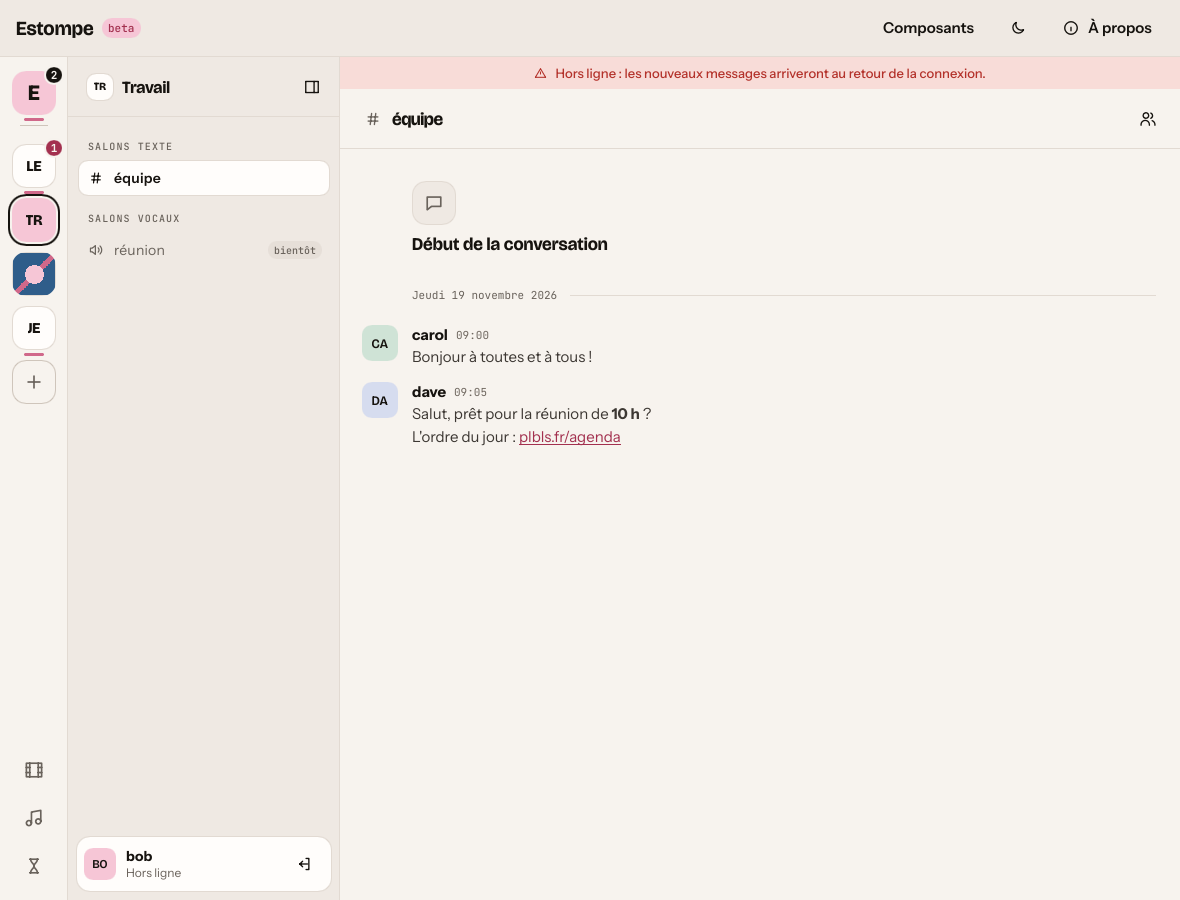 Estompe beta
Composants
À propos
E 2
LE 1
TR
JE
TR Travail
SALONS TEXTE
# équipe
SALONS VOCAUX
réunion bientôt
BO bob
Hors ligne
Hors ligne : les nouveaux messages arriveront au retour de la connexion.
# équipe
Début de la conversation
Jeudi 19 novembre 2026
CA carol 09:00
Bonjour à toutes et à tous !
DA dave 09:05
Salut, prêt pour la réunion de 10 h ?
L'ordre du jour : plbls.fr/agenda